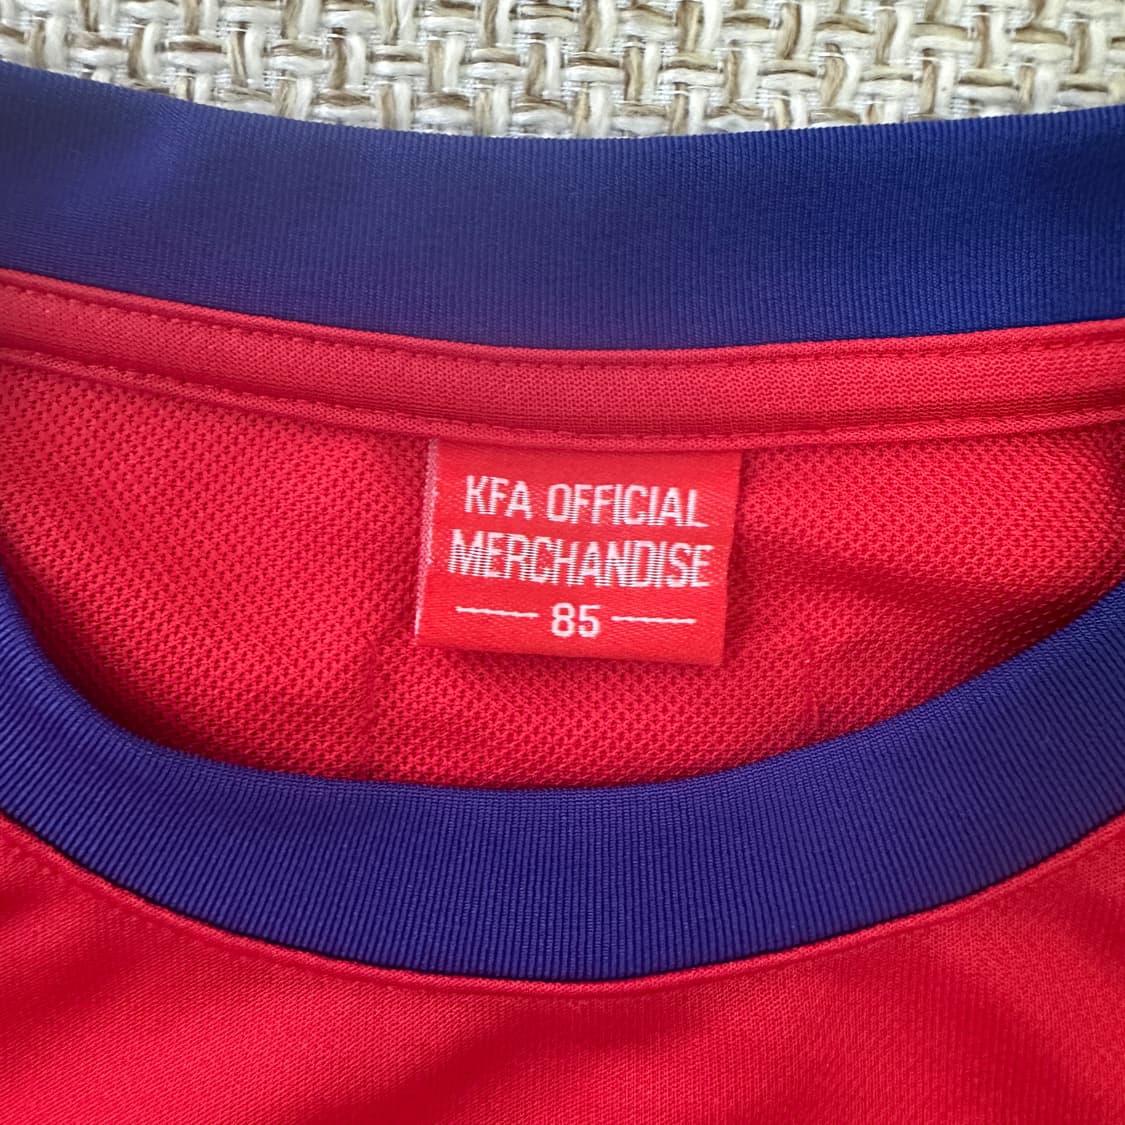 KFA OFFICIAL
MERCHANDISE
85